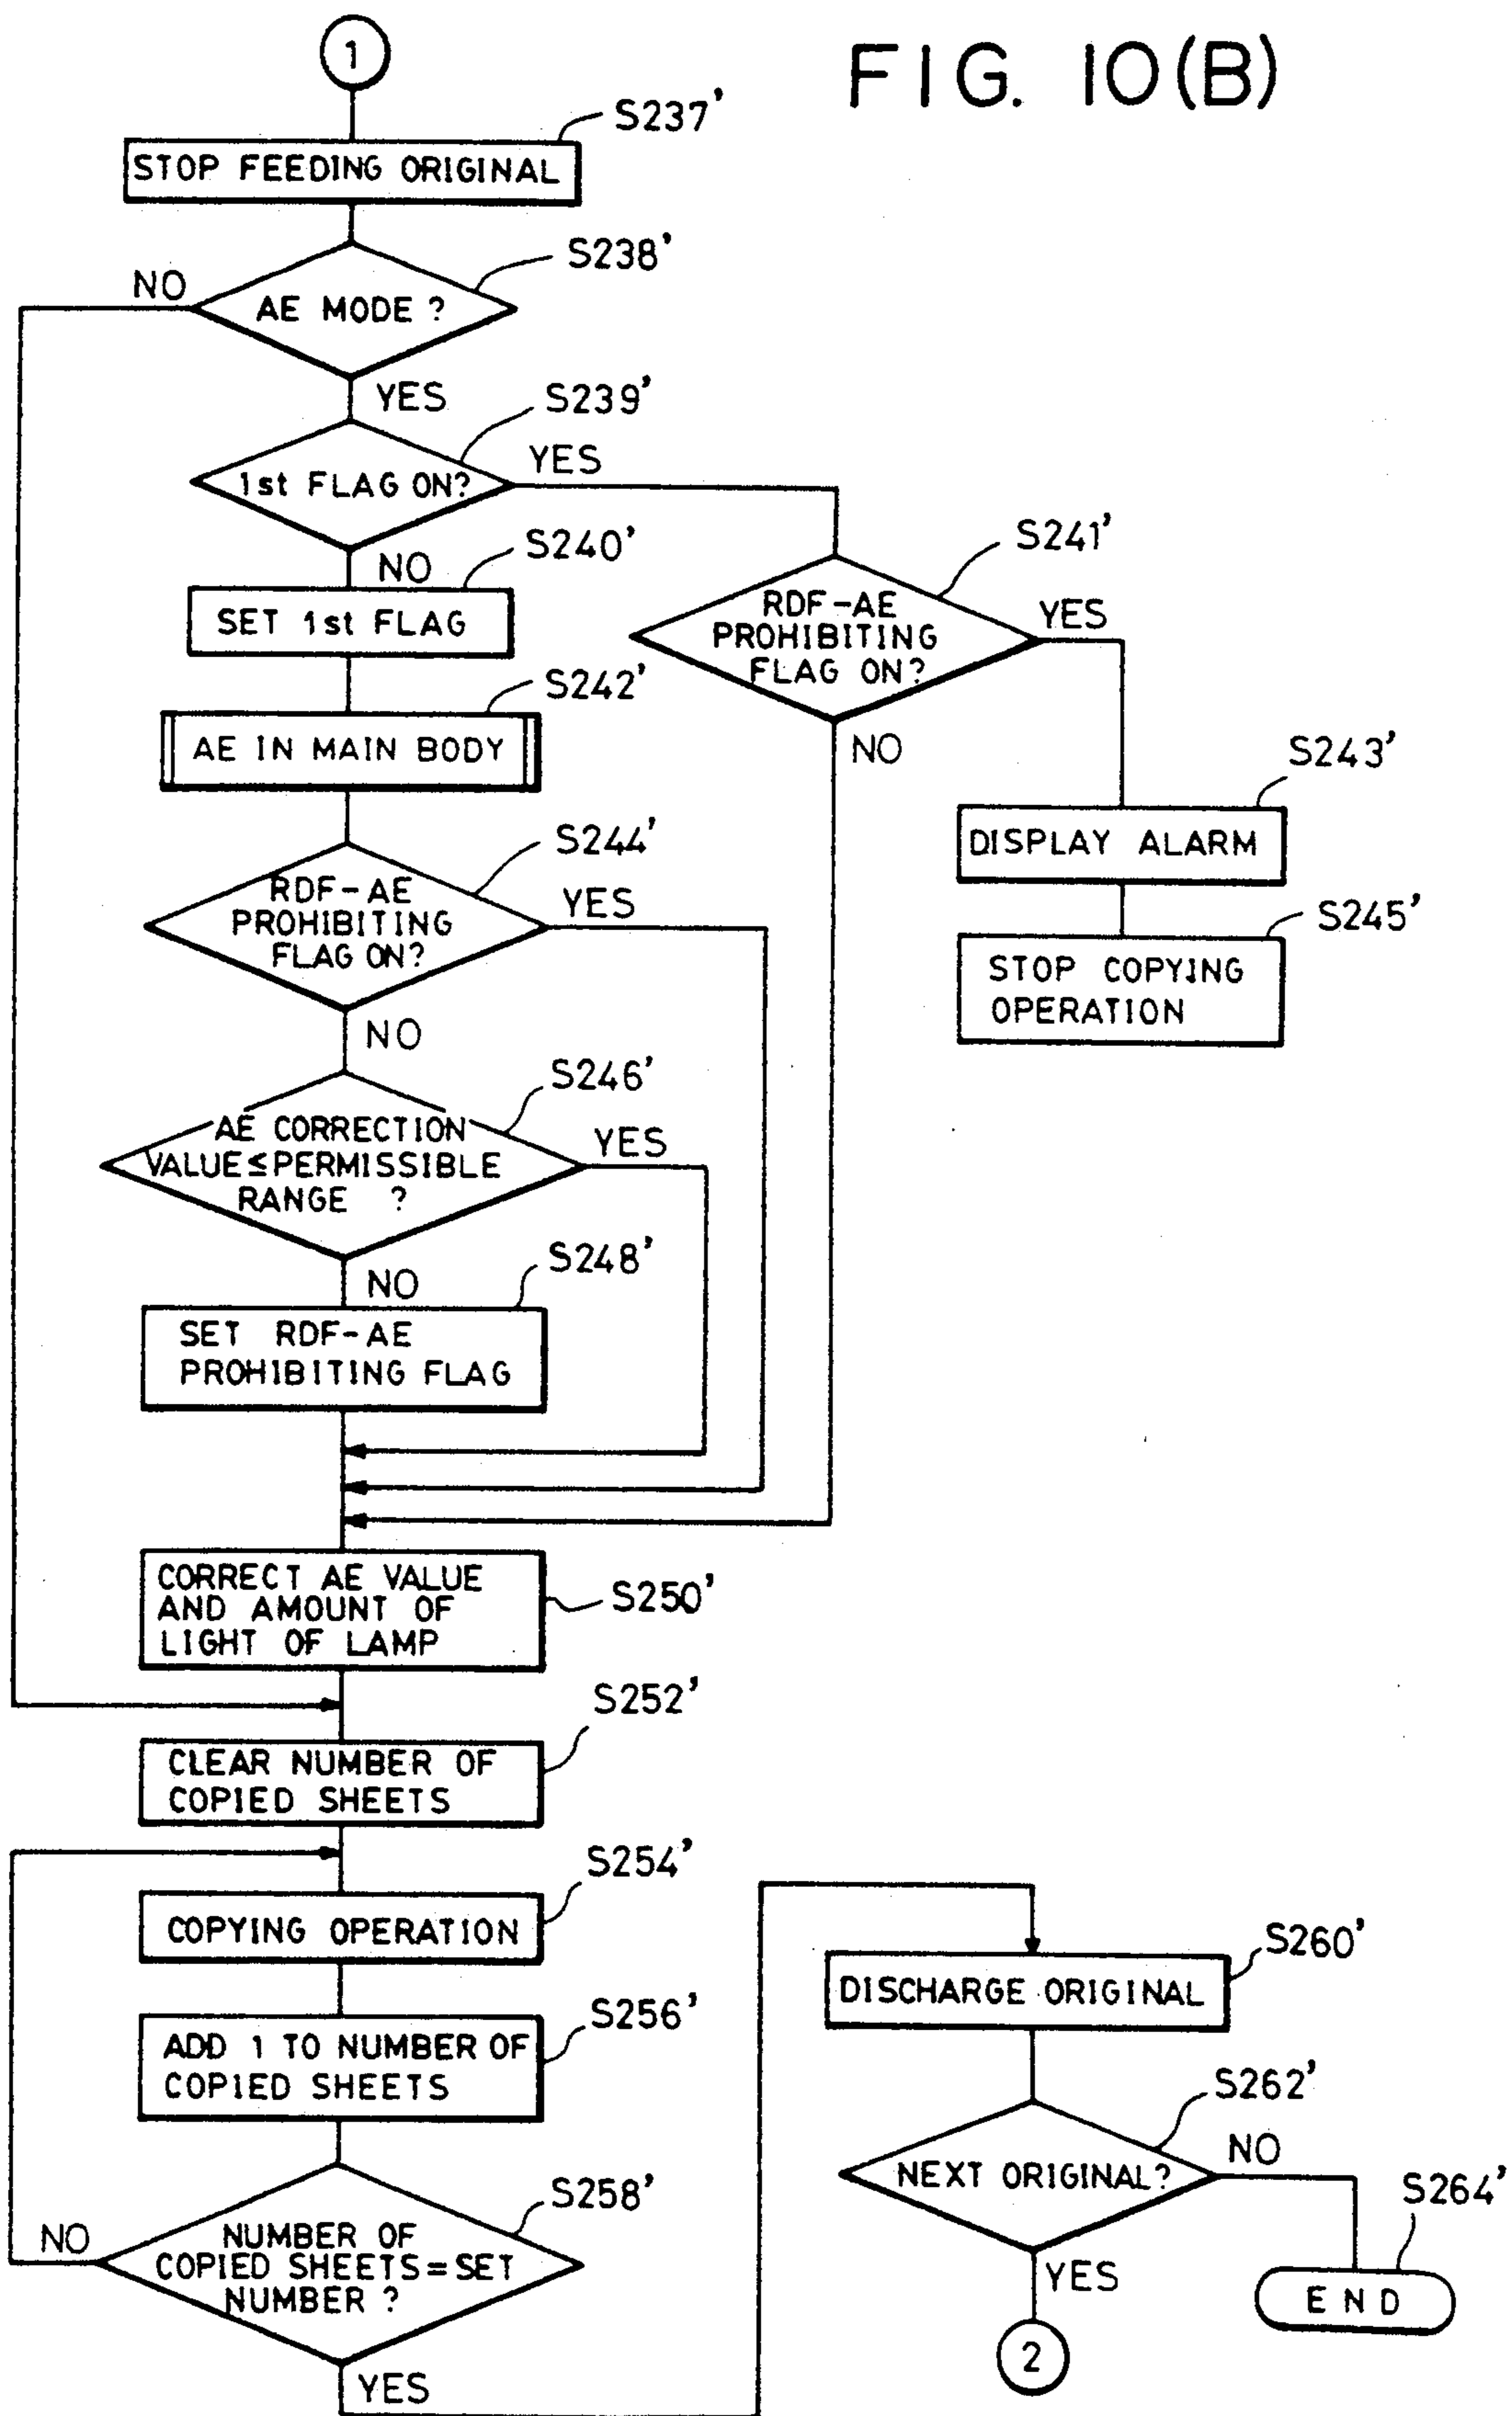 FIG. 10(B)
1
S237'
STOP FEEDING ORIGINAL
S238'
NO
AE MODE ?
YES
S239'
YES
1st FLAG ON?
S240'
NO
SET 1st FLAG
S241'
RDF-AE
PROHIBITING
FLAG ON?
YES
NO
S242'
AE IN MAIN BODY
S243'
DISPLAY ALARM
S244'
RDF-AE
PROHIBITING
FLAG ON?
YES
NO
S245'
STOP COPYING
OPERATION
S246'
AE CORRECTION
VALUE≤PERMISSIBLE
RANGE ?
YES
NO
S248'
SET RDF-AE
PROHIBITING FLAG
CORRECT AE VALUE
AND AMOUNT OF
LIGHT OF LAMP
S250'
S252'
CLEAR NUMBER OF
COPIED SHEETS
S254'
COPYING OPERATION
S256'
ADD 1 TO NUMBER OF
COPIED SHEETS
S258'
NO
NUMBER OF
COPIED SHEETS=SET
NUMBER ?
YES
S260'
DISCHARGE ORIGINAL
S262'
NEXT ORIGINAL?
NO
S264'
YES
END
2